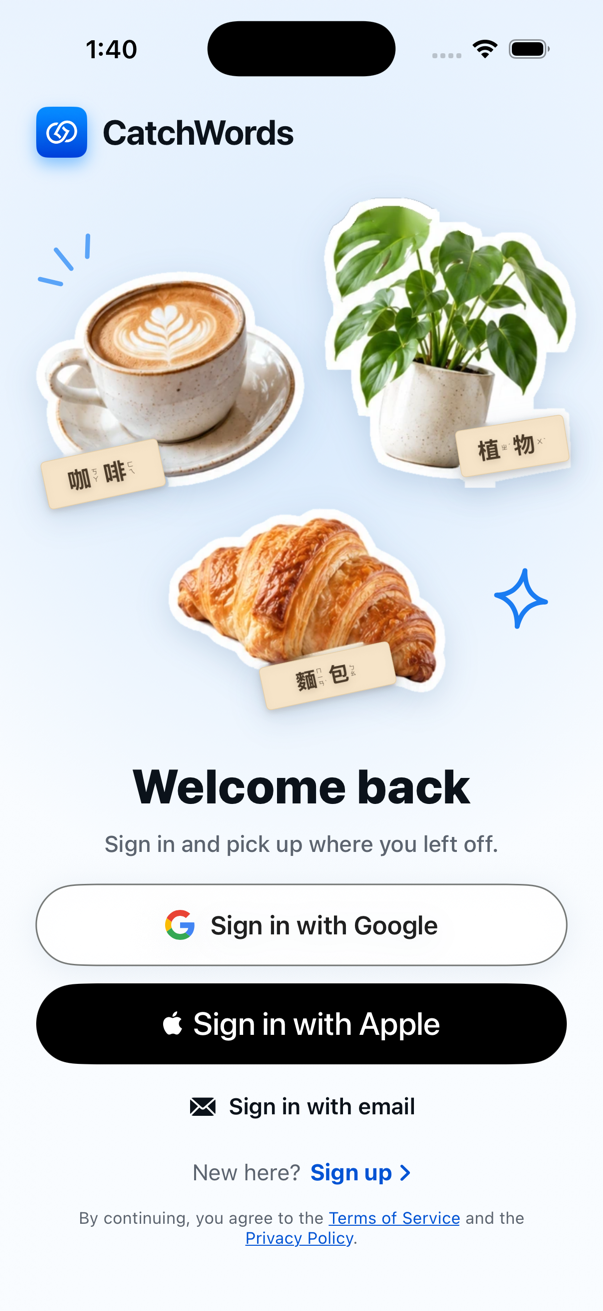 1:40
CatchWords
咖啡
植物
麵包
Welcome back
Sign in and pick up where you left off.
Sign in with Google
Sign in with Apple
Sign in with email
New here? Sign up
By continuing, you agree to the Terms of Service and the
Privacy Policy.